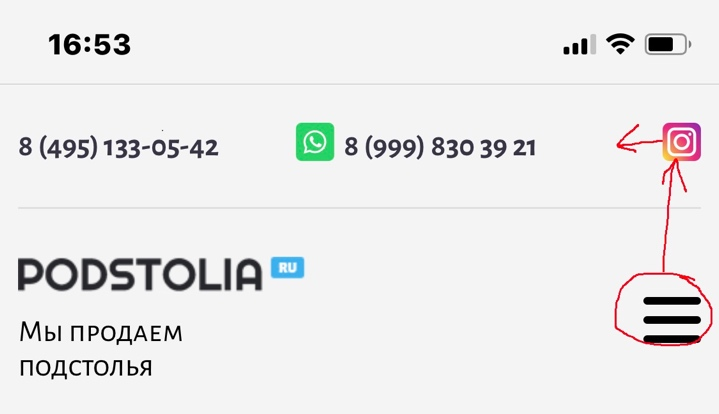 16:53
8 (495) 133-05-42 8 (999) 830 39 21
PODSTOLIA RU
Мы продаем
подстолья